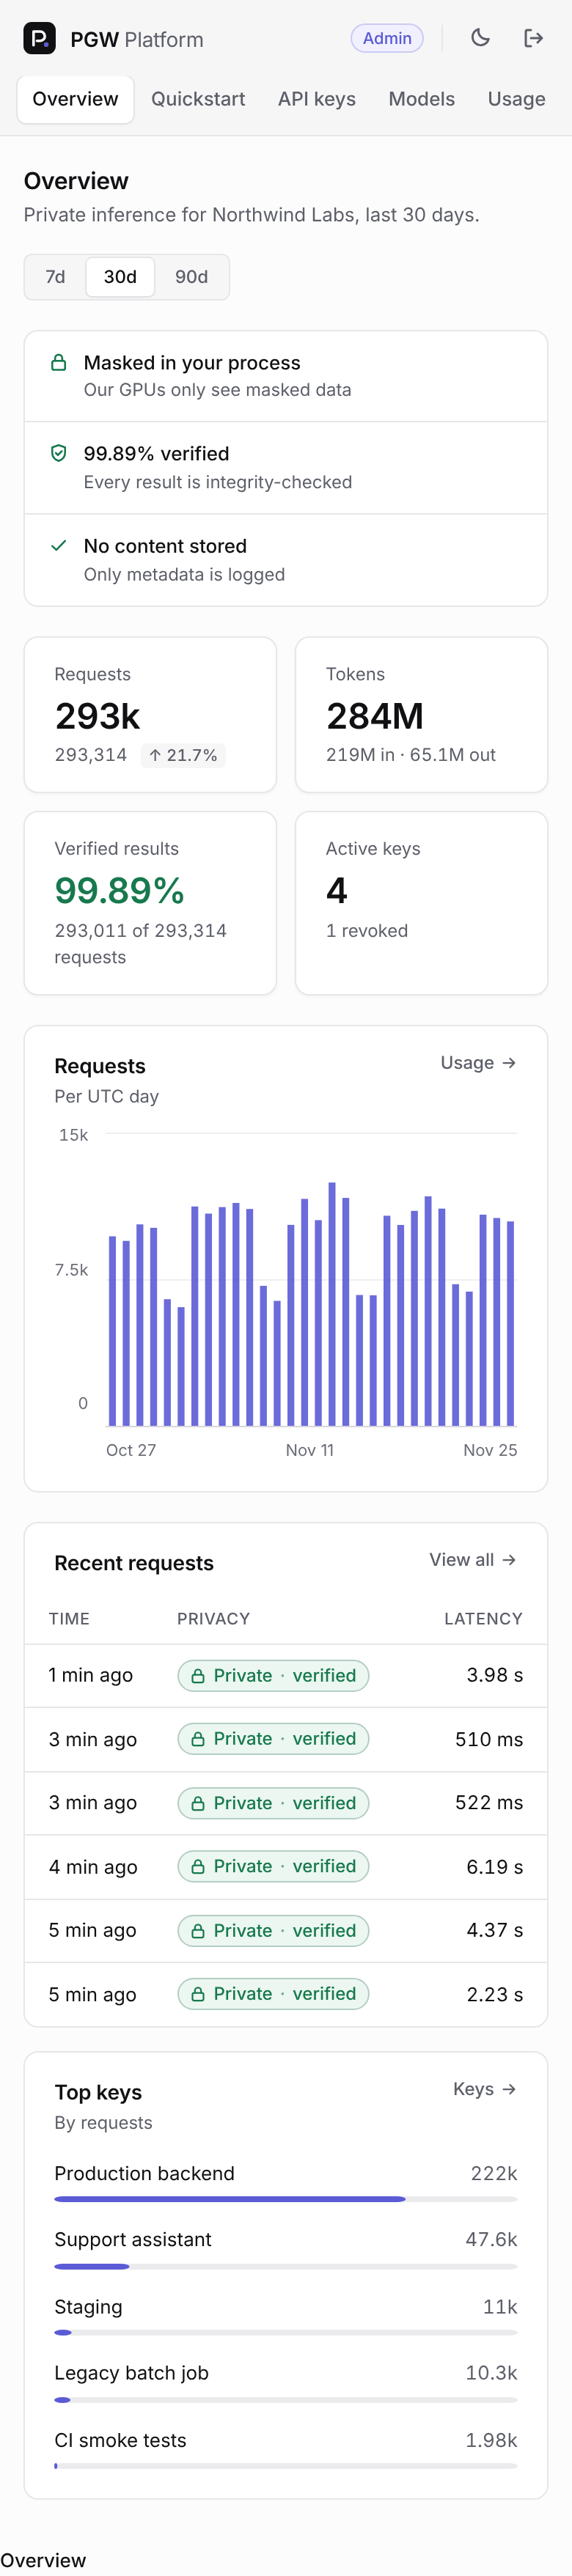 P. PGW Platform Admin
Overview Quickstart API keys Models Usage
Overview
Private inference for Northwind Labs, last 30 days.
7d 30d 90d
Masked in your process
Our GPUs only see masked data
99.89% verified
Every result is integrity-checked
No content stored
Only metadata is logged
Requests
293k
293,314 ↑ 21.7%
Tokens
284M
219M in · 65.1M out
Verified results
99.89%
293,011 of 293,314
requests
Active keys
4
1 revoked
Requests Usage →
Per UTC day
15k
7.5k
0
Oct 27 Nov 11 Nov 25
Recent requests View all →
TIME PRIVACY LATENCY
1 min ago Private · verified 3.98 s
3 min ago Private · verified 510 ms
3 min ago Private · verified 522 ms
4 min ago Private · verified 6.19 s
5 min ago Private · verified 4.37 s
5 min ago Private · verified 2.23 s
Top keys Keys →
By requests
Production backend 222k
Support assistant 47.6k
Staging 11k
Legacy batch job 10.3k
CI smoke tests 1.98k
Overview